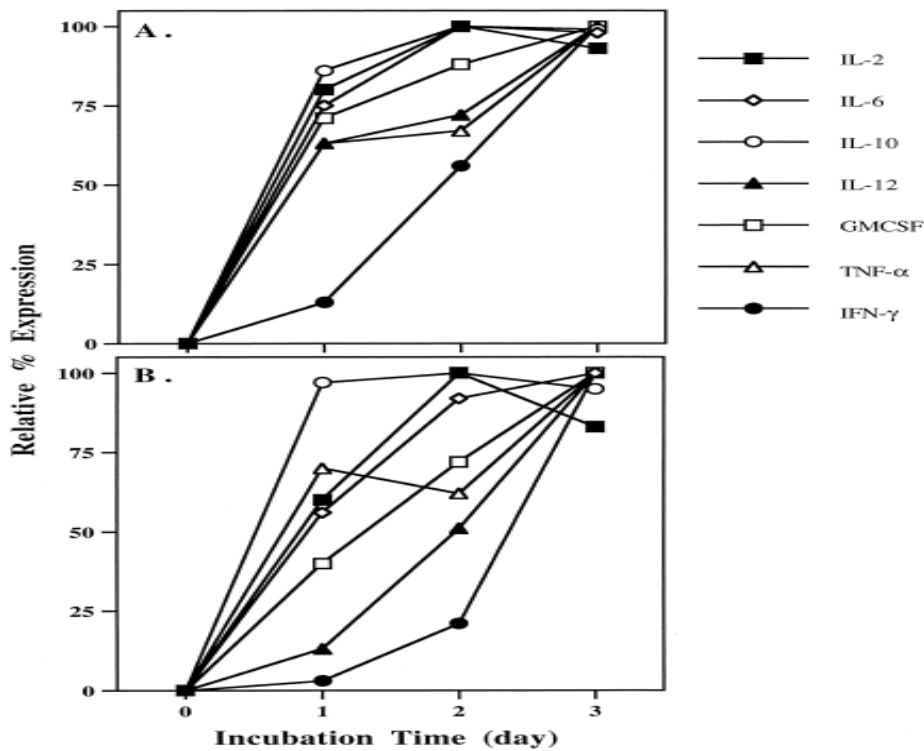 A .
100
75
50
25
0
IL-2
IL-6
IL-10
IL-12
GMCSF
TNF-α
IFN-γ
Relative % Expression
B .
100
75
50
25
0
0 1 2 3
Incubation Time (day)